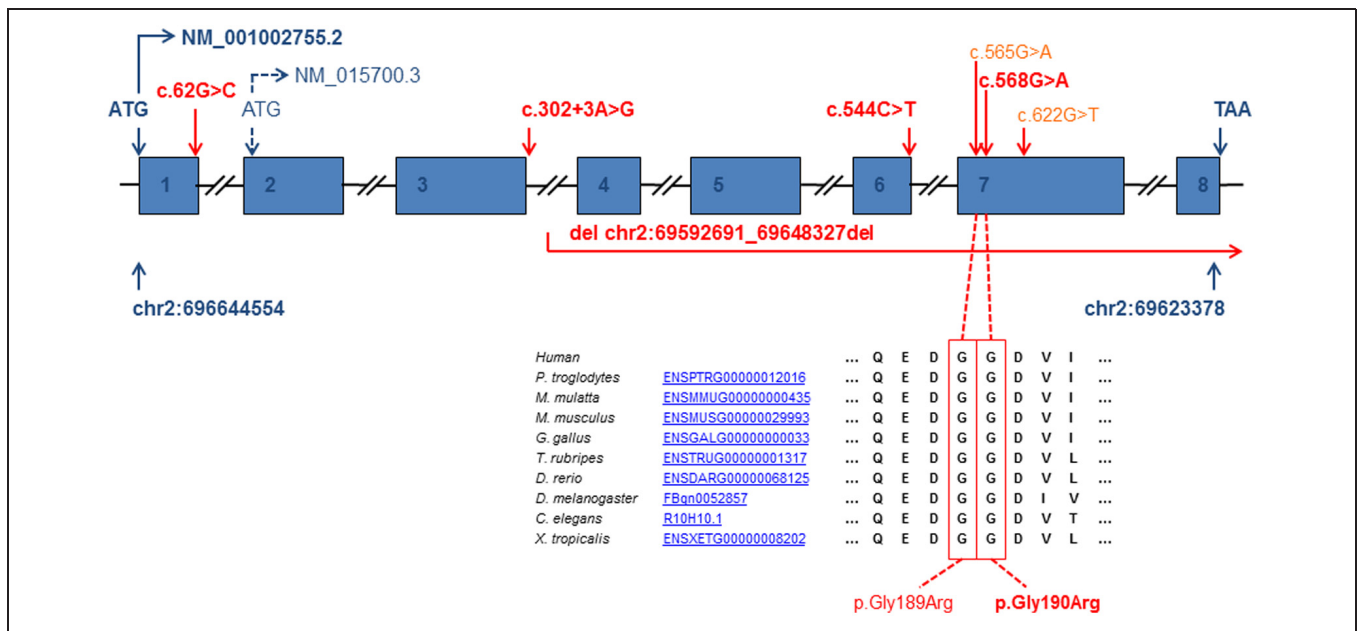 NM_001002755.2
NM_015700.3
c.565G>A
c.62G>C
c.568G>A
ATG
ATG
c.302+3A>G
c.544C>T
c.622G>T
TAA
1
2
3
4
5
6
7
8
del chr2:69592691_69648327del
chr2:696644554
chr2:69623378
Human ... Q E D G G D V I ...
P. troglodytes ENSPTRG00000012016 ... Q E D G G D V I ...
M. mulatta ENSMMUG00000000435 ... Q E D G G D V I ...
M. musculus ENSMUSG00000029993 ... Q E D G G D V I ...
G. gallus ENSGALG00000000033 ... Q E D G G D V I ...
T. rubripes ENSTRUG00000001317 ... Q E D G G D V L ...
D. rerio ENSDARG00000068125 ... Q E D G G D V L ...
D. melanogaster FBgn0052857 ... Q E D G G D I V ...
C. elegans R10H10.1 ... Q E D G G D V T ...
X. tropicalis ENSXETG00000008202 ... Q E D G G D V L ...
p.Gly189Arg
p.Gly190Arg